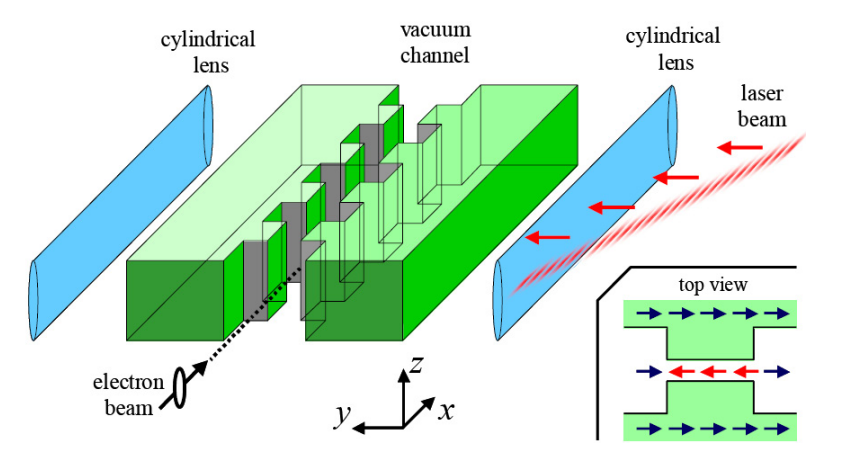 cylindrical
lens
vacuum
channel
cylindrical
lens
laser
beam
electron
beam
z
y
x
top view